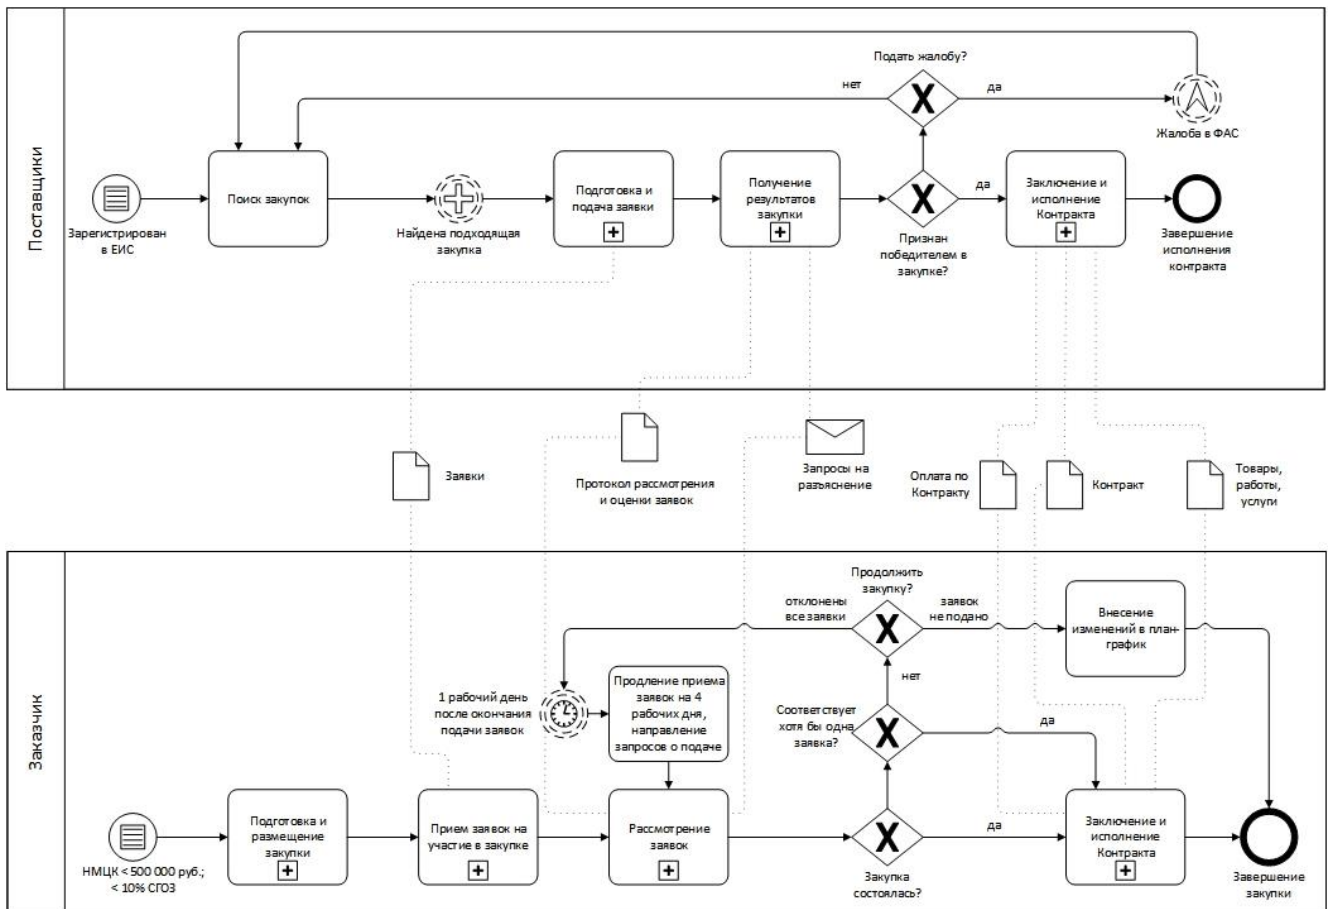 Поставщики
Подать жалобу?
нет
да
Жалоба в ФАС
Зарегистрирован
в ЕИС
Поиск закупок
Найдена подходящая
закупка
Подготовка и
подача заявки
Получение
результатов
закупки
Признан
победителем в
закупке?
да
Заключение и
исполнение
Контракта
Завершение
исполнения
контракта
Заявки
Протокол рассмотрения
и оценки заявок
Запросы на
разъяснение
Оплата по
Контракту
Контракт
Товары,
работы,
услуги
Заказчик
Продолжить
закупку?
отклонены
все заявки
заявок
не подано
Внесение
изменений в план-
график
1 рабочий день
после окончания
подачи заявок
Продление приема
заявок на 4
рабочих дня,
направление
запросов о подаче
нет
Соответствует
хотя бы одна
заявка?
да
НМЦК < 500 000 руб.;
< 10% СГОЗ
Подготовка и
размещение
закупки
Прием заявок на
участие в закупке
Рассмотрение
заявок
Закупка
состоялась?
да
Заключение и
исполнение
Контракта
Завершение
закупки